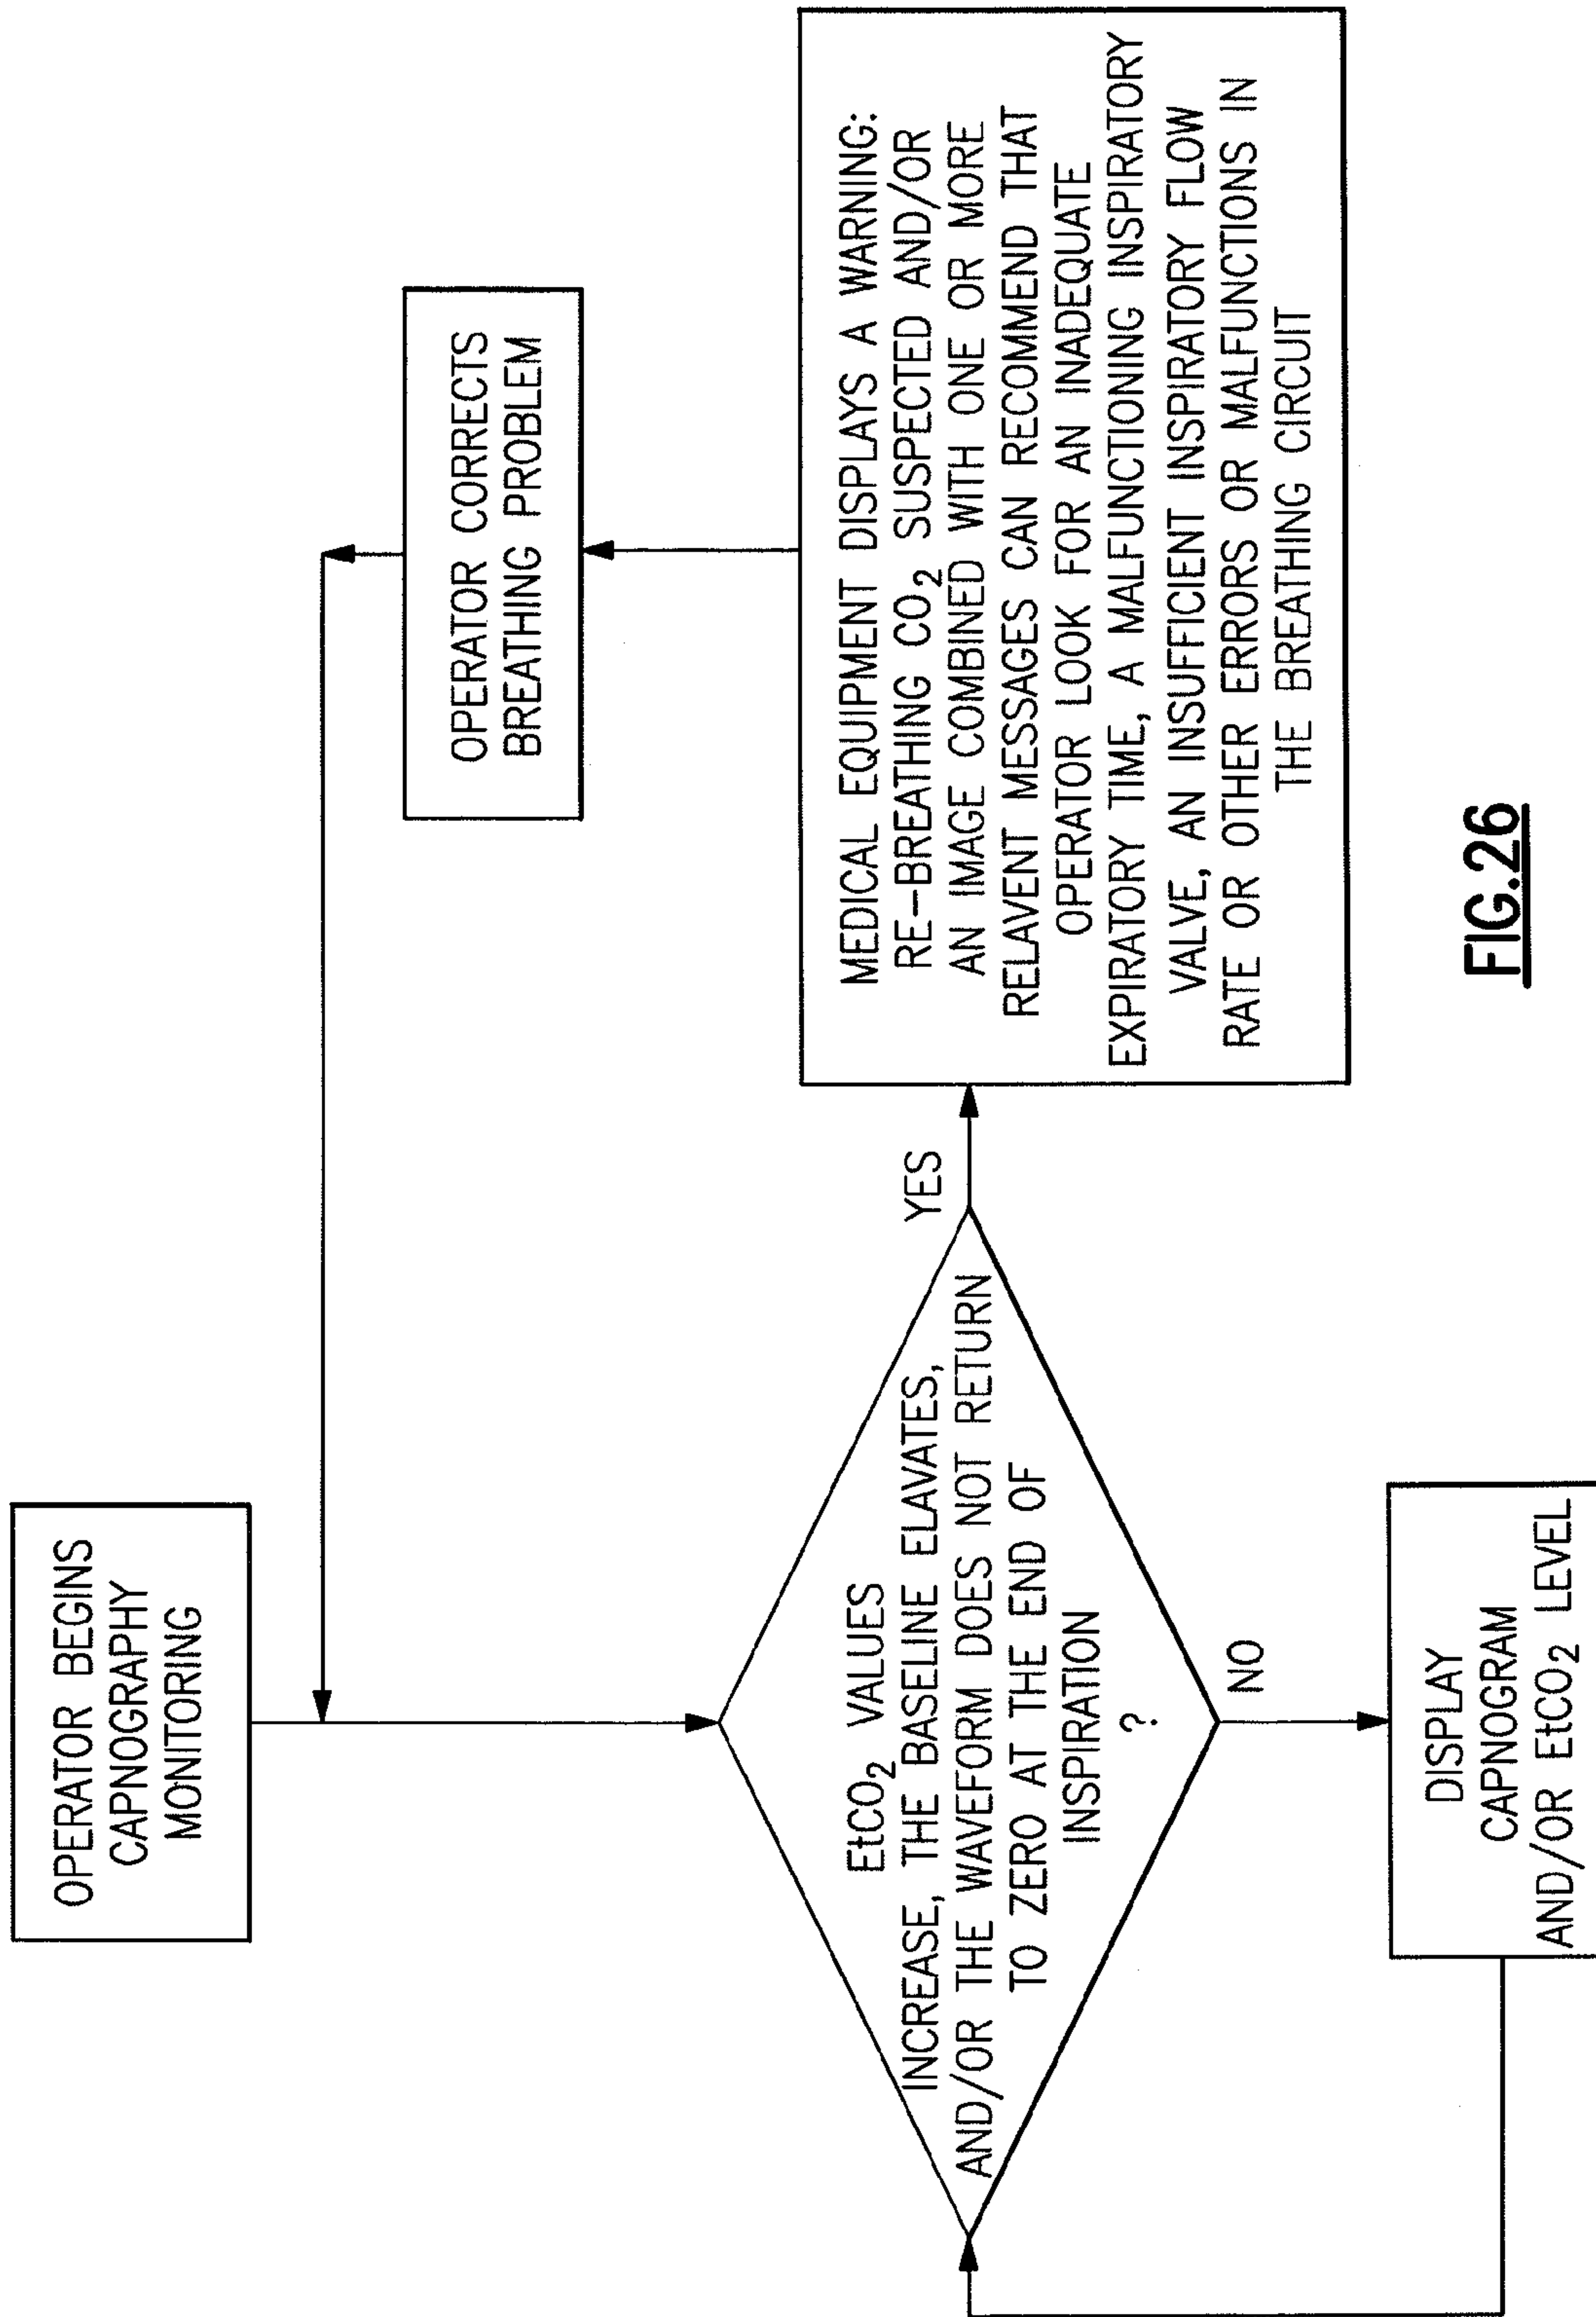 OPERATOR BEGINS
CAPNOGRAPHY
MONITORING
EtCO₂ VALUES
INCREASE, THE BASELINE ELAVATES,
AND/OR THE WAVEFORM DOES NOT RETURN
TO ZERO AT THE END OF
INSPIRATION
?
YES
NO
DISPLAY
CAPNOGRAM
AND/OR EtCO₂ LEVEL
OPERATOR CORRECTS
BREATHING PROBLEM
MEDICAL EQUIPMENT DISPLAYS A WARNING:
RE-BREATHING CO₂ SUSPECTED AND/OR
AN IMAGE COMBINED WITH ONE OR MORE
RELAVENT MESSAGES CAN RECOMMEND THAT
OPERATOR LOOK FOR AN INADEQUATE
EXPIRATORY TIME, A MALFUNCTIONING INSPIRATORY
VALVE, AN INSUFFICIENT INSPIRATORY FLOW
RATE OR OTHER ERRORS OR MALFUNCTIONS IN
THE BREATHING CIRCUIT
FIG.26